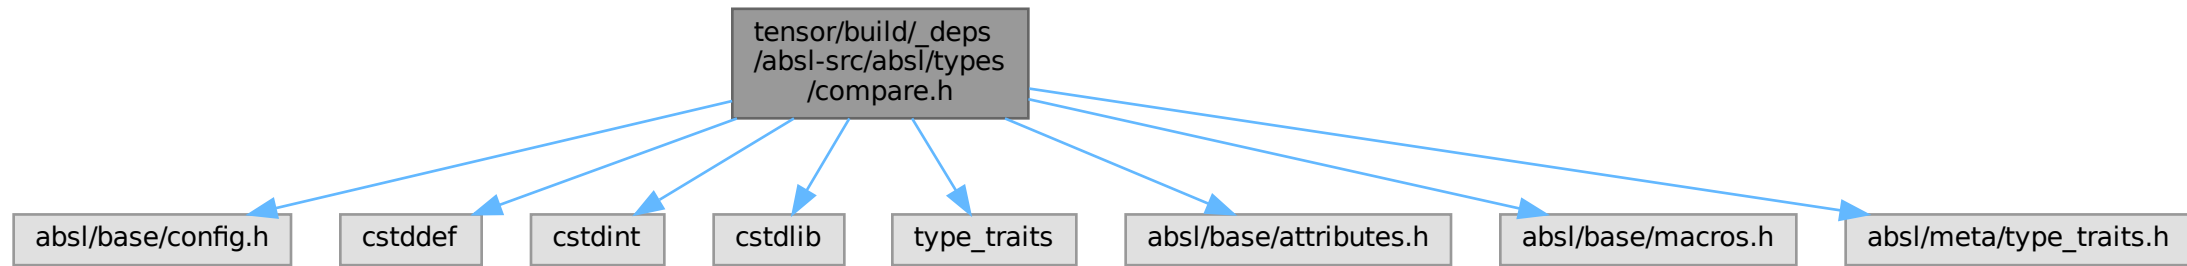 tensor/build/_deps
/absl-src/absl/types
/compare.h
absl/base/config.h
cstddef
cstdint
cstdlib
type_traits
absl/base/attributes.h
absl/base/macros.h
absl/meta/type_traits.h